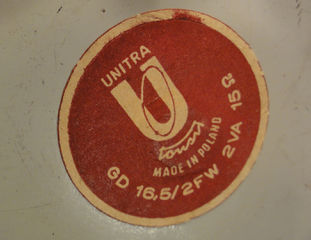 UNITRA
tonsil
MADE IN POLAND
GD 16,5/2FW 2VA 15Ω